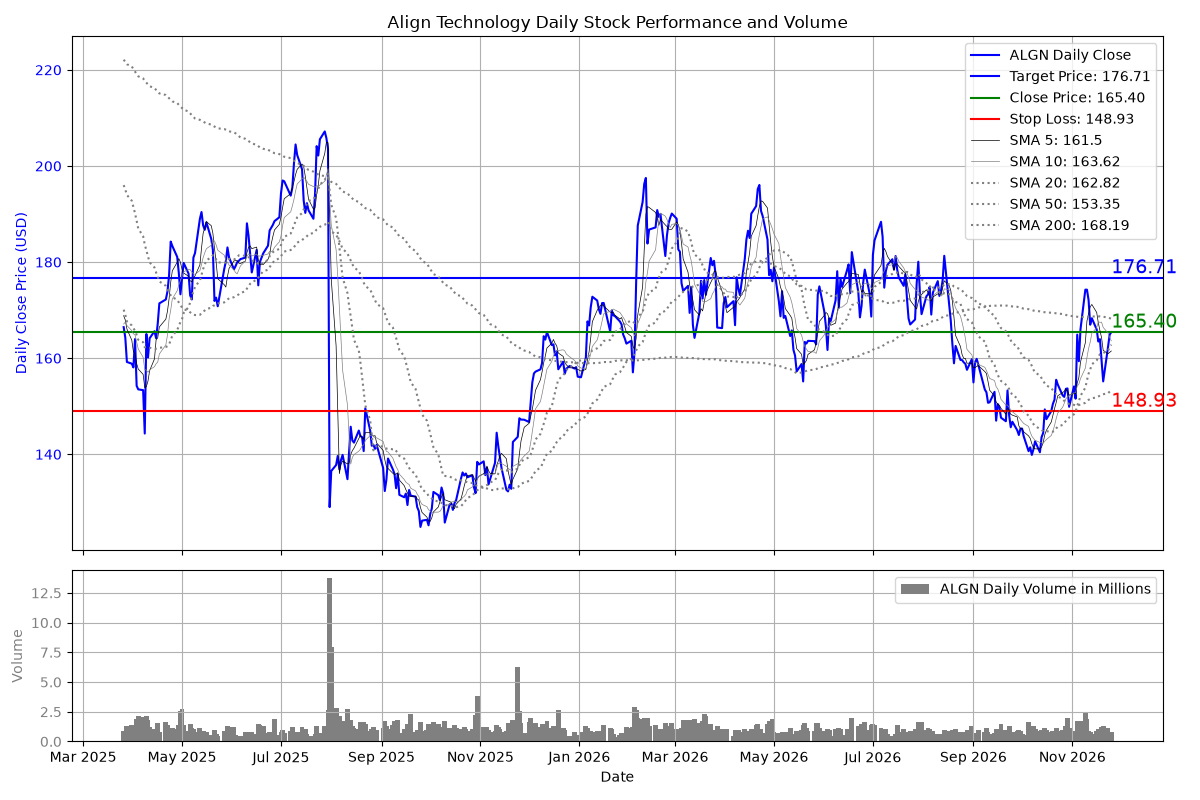 Align Technology Daily Stock Performance and Volume
Daily Close Price (USD)
220
200
180
160
140
ALGN Daily Close
Target Price: 176.71
Close Price: 165.40
Stop Loss: 148.93
SMA 5: 161.5
SMA 10: 163.62
SMA 20: 162.82
SMA 50: 153.35
SMA 200: 168.19
176.71
165.40
148.93
Volume
12.5
10.0
7.5
5.0
2.5
0.0
ALGN Daily Volume in Millions
Mar 2025 May 2025 Jul 2025 Sep 2025 Nov 2025 Jan 2026 Mar 2026 May 2026 Jul 2026 Sep 2026 Nov 2026
Date